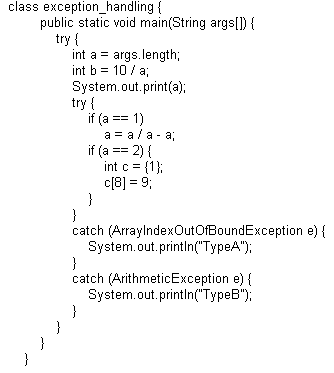 class exception_handling {
public static void main(String args[]) {
try {
int a = args.length;
int b = 10 / a;
System.out.print(a);
try {
if (a == 1)
a = a / a - a;
if (a == 2) {
int c = {1};
c[8] = 9;
}
}
catch (ArrayIndexOutOfBoundException e) {
System.out.println("TypeA");
}
catch (ArithmeticException e) {
System.out.println("TypeB");
}
}
}
}